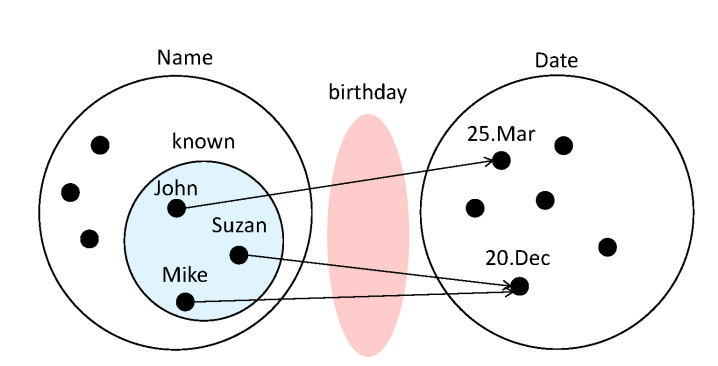 Name
Date
birthday
known
25.Mar
John
Suzan
20.Dec
Mike